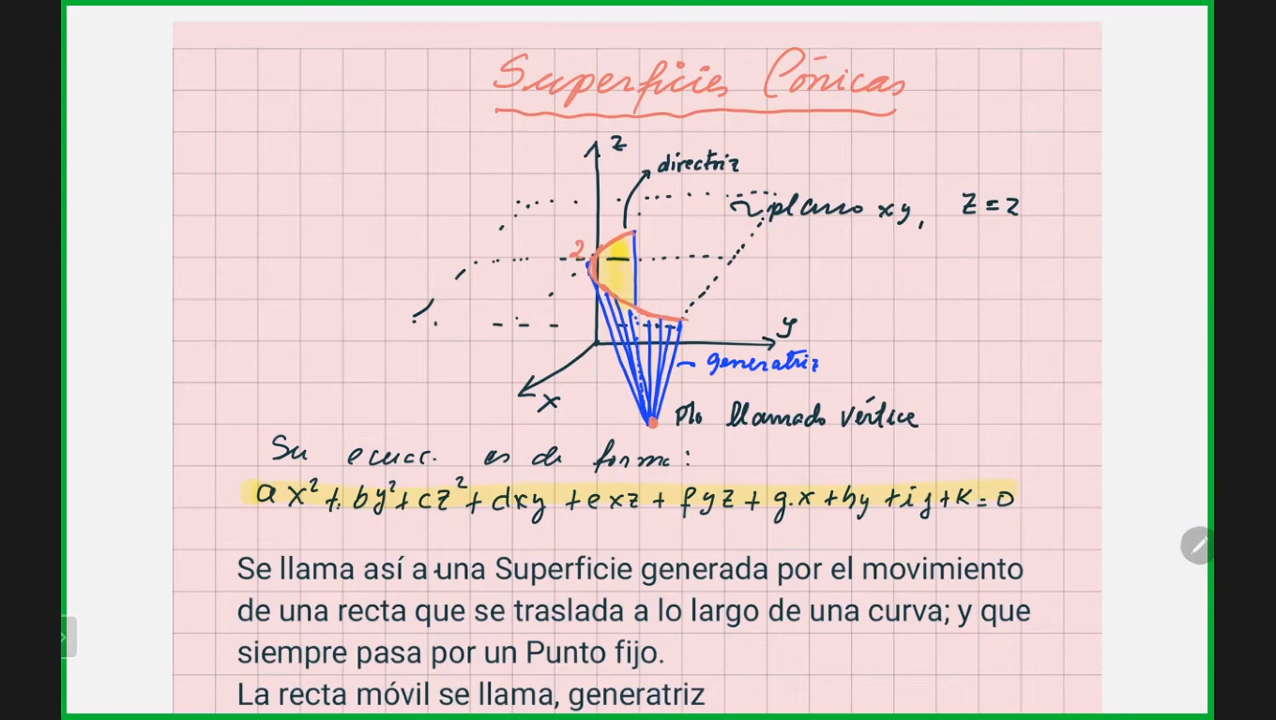 Superficies Cónicas
z
directriz
plano xy, z = 2
2
y
generatriz
x
Pto llamado vértice
Su ecuac. es de forma:
ax² + by² + cz² + dxy + exz + fyz + g.x + hy + iz + k = 0
Se llama así a una Superficie generada por el movimiento
de una recta que se traslada a lo largo de una curva; y que
siempre pasa por un Punto fijo.
La recta móvil se llama, generatriz